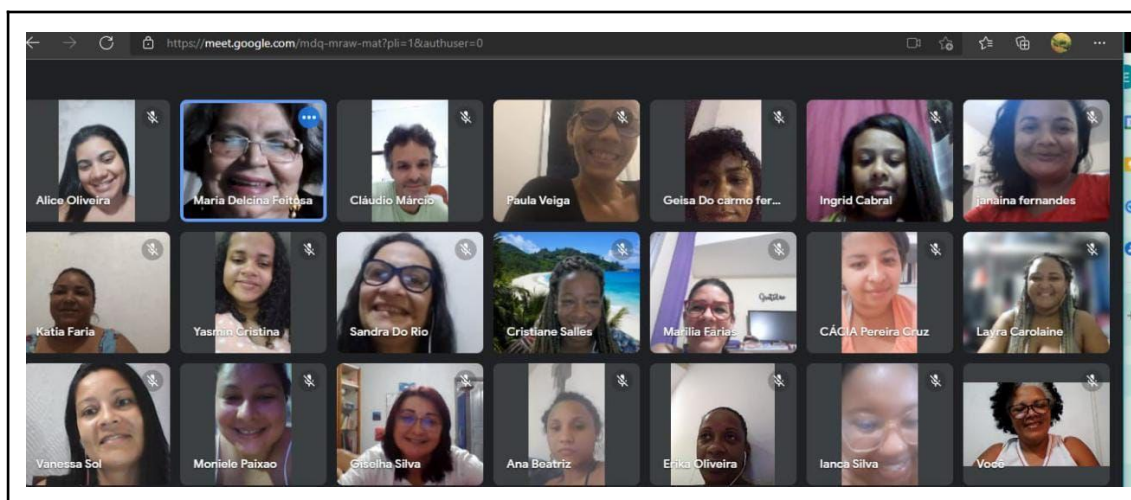 https://meet.google.com/mdq-mraw-mat?pli=1&authuser=0
Alice Oliveira
Maria Delcina Feitosa
Cláudio Márcio
Paula Veiga
Geisa Do carmo fer...
Ingrid Cabral
janaina fernandes
Katia Faria
Yasmin Cristina
Sandra Do Rio
Cristiane Salles
Marilia Farias
CÁCIA Pereira Cruz
Layra Carolaine
Vanessa Sol
Moniele Paixao
Giselha Silva
Ana Beatriz
Erika Oliveira
Ianca Silva
Você